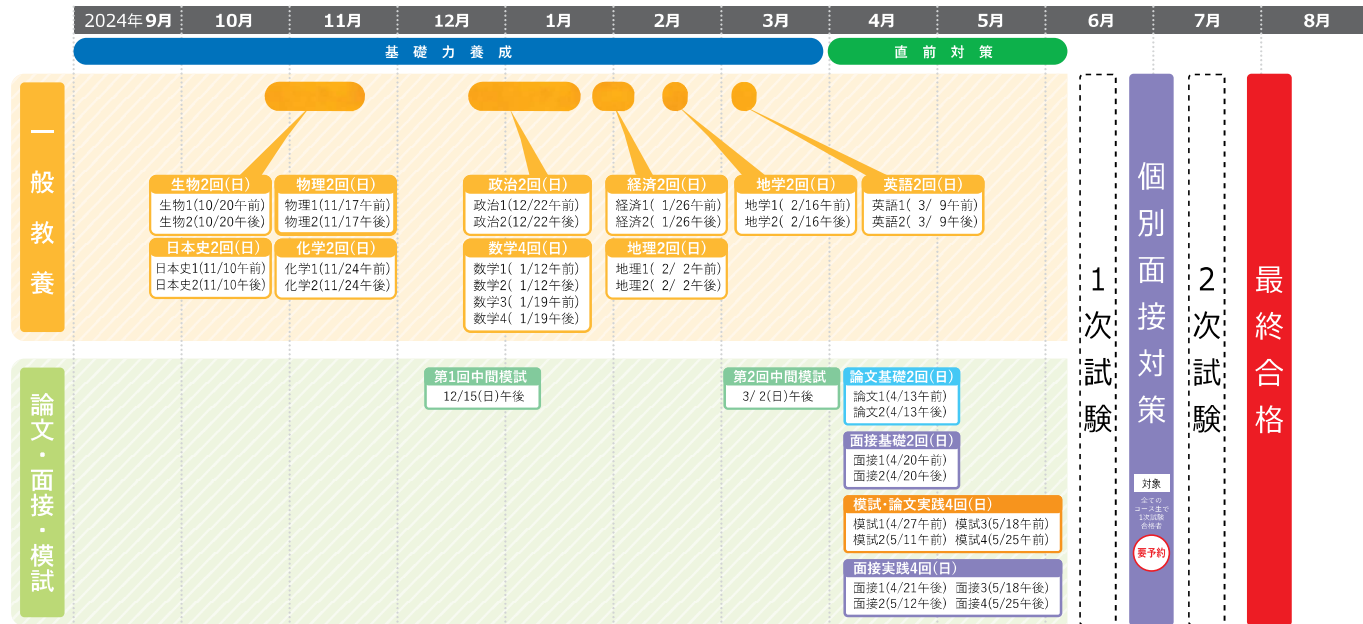 2024年9月
10月
11月
12月
1月
2月
3月
4月
5月
6月
7月
8月
基礎力養成
直前対策
一般教養
生物2回(日)
生物1(10/20午前)
生物2(10/20午後)
物理2回(日)
物理1(11/17午前)
物理2(11/17午後)
日本史2回(日)
日本史1(11/10午前)
日本史2(11/10午後)
化学2回(日)
化学1(11/24午前)
化学2(11/24午後)
政治2回(日)
政治1(12/22午前)
政治2(12/22午後)
数学4回(日)
数学1( 1/12午前)
数学2( 1/12午後)
数学3( 1/19午前)
数学4( 1/19午後)
経済2回(日)
経済1( 1/26午前)
経済2( 1/26午後)
地理2回(日)
地理1( 2/ 2午前)
地理2( 2/ 2午後)
地学2回(日)
地学1( 2/16午前)
地学2( 2/16午後)
英語2回(日)
英語1( 3/ 9午前)
英語2( 3/ 9午後)
論文・面接・模試
第1回中間模試
12/15(日)午後
第2回中間模試
3/ 2(日)午後
論文基礎2回(日)
論文1(4/13午前)
論文2(4/13午後)
面接基礎2回(日)
面接1(4/20午前)
面接2(4/20午後)
模試・論文実践4回(日)
模試1(4/27午前) 模試3(5/18午前)
模試2(5/11午前) 模試4(5/25午前)
面接実践4回(日)
面接1(4/21午後) 面接3(5/18午後)
面接2(5/12午後) 面接4(5/25午後)
1次試験
個別面接対策
対象
全ての
コース生で
1次試験
合格者
要予約
2次試験
最終合格